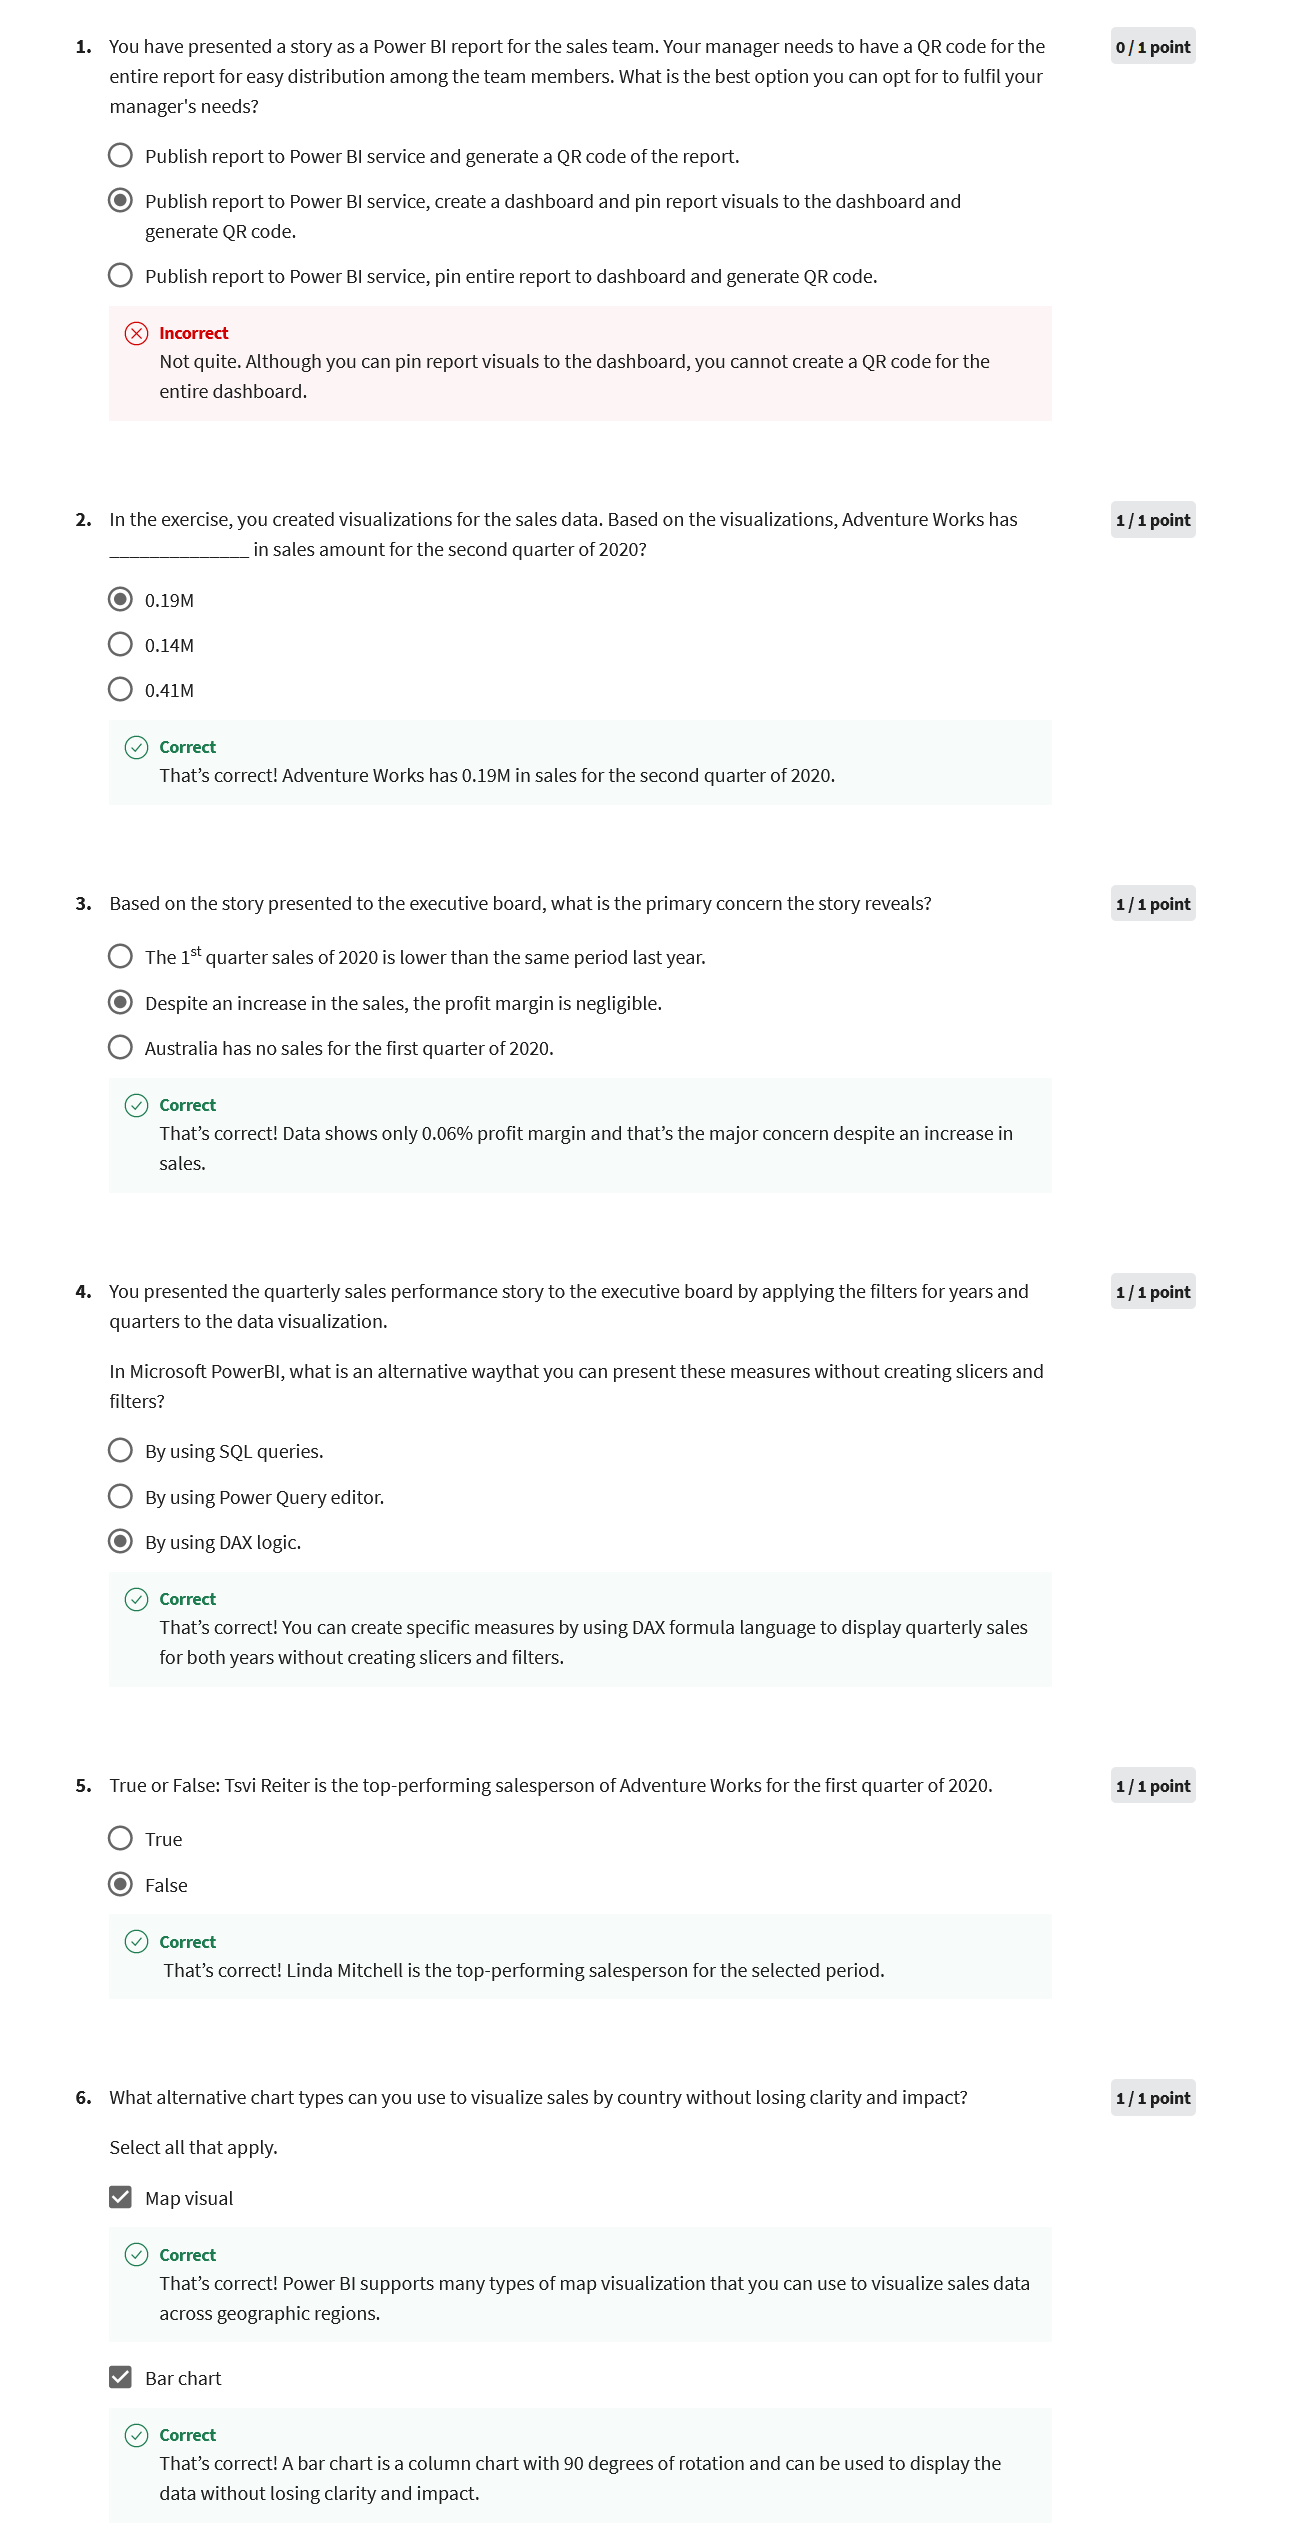 1. You have presented a story as a Power BI report for the sales team. Your manager needs to have a QR code for the
entire report for easy distribution among the team members. What is the best option you can opt for to fulfil your
manager's needs?
0 / 1 point
Publish report to Power BI service and generate a QR code of the report.
Publish report to Power BI service, create a dashboard and pin report visuals to the dashboard and
generate QR code.
Publish report to Power BI service, pin entire report to dashboard and generate QR code.
Incorrect
Not quite. Although you can pin report visuals to the dashboard, you cannot create a QR code for the
entire dashboard.
2. In the exercise, you created visualizations for the sales data. Based on the visualizations, Adventure Works has
______________ in sales amount for the second quarter of 2020?
1 / 1 point
0.19M
0.14M
0.41M
Correct
That’s correct! Adventure Works has 0.19M in sales for the second quarter of 2020.
3. Based on the story presented to the executive board, what is the primary concern the story reveals?
1 / 1 point
The 1st quarter sales of 2020 is lower than the same period last year.
Despite an increase in the sales, the profit margin is negligible.
Australia has no sales for the first quarter of 2020.
Correct
That’s correct! Data shows only 0.06% profit margin and that’s the major concern despite an increase in
sales.
4. You presented the quarterly sales performance story to the executive board by applying the filters for years and
quarters to the data visualization.
1 / 1 point
In Microsoft PowerBI, what is an alternative waythat you can present these measures without creating slicers and
filters?
By using SQL queries.
By using Power Query editor.
By using DAX logic.
Correct
That’s correct! You can create specific measures by using DAX formula language to display quarterly sales
for both years without creating slicers and filters.
5. True or False: Tsvi Reiter is the top-performing salesperson of Adventure Works for the first quarter of 2020.
1 / 1 point
True
False
Correct
That’s correct! Linda Mitchell is the top-performing salesperson for the selected period.
6. What alternative chart types can you use to visualize sales by country without losing clarity and impact?
1 / 1 point
Select all that apply.
Map visual
Correct
That’s correct! Power BI supports many types of map visualization that you can use to visualize sales data
across geographic regions.
Bar chart
Correct
That’s correct! A bar chart is a column chart with 90 degrees of rotation and can be used to display the
data without losing clarity and impact.